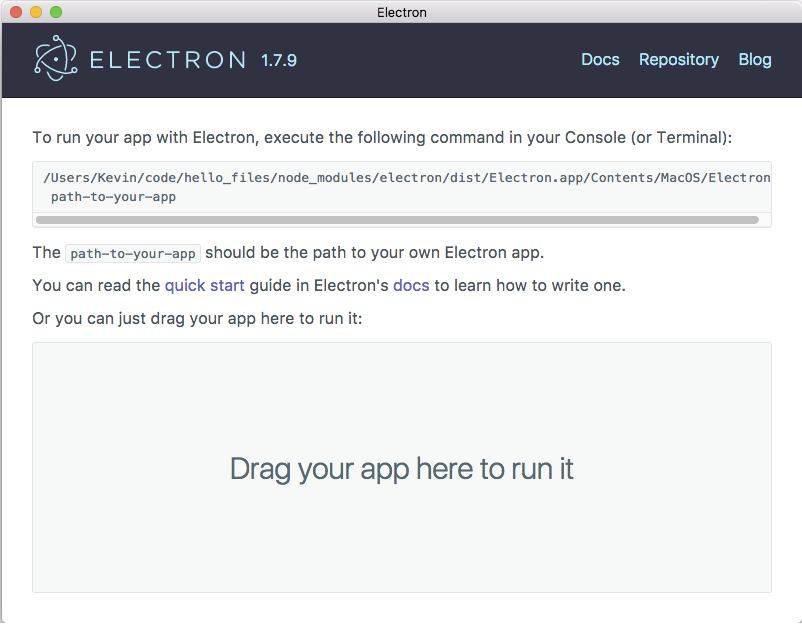 Electron
ELECTRON 1.7.9 Docs Repository Blog
To run your app with Electron, execute the following command in your Console (or Terminal):
/Users/Kevin/code/hello_files/node_modules/electron/dist/Electron.app/Contents/MacOS/Electron
path-to-your-app
The path-to-your-app should be the path to your own Electron app.
You can read the quick start guide in Electron's docs to learn how to write one.
Or you can just drag your app here to run it:
Drag your app here to run it